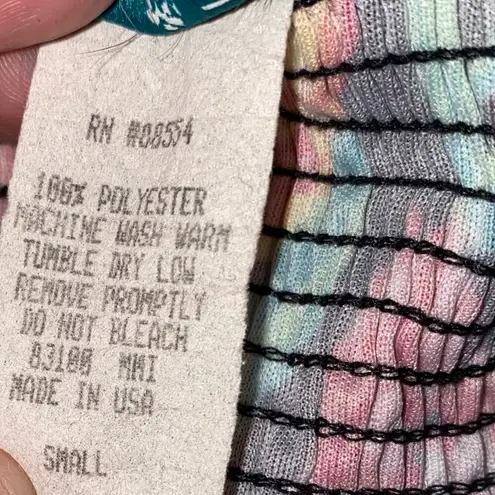 RN #08554
100% POLYESTER
MACHINE WASH WARM
TUMBLE DRY LOW
REMOVE PROMPTLY
DO NOT BLEACH
83100 MMI
MADE IN USA
SMALL